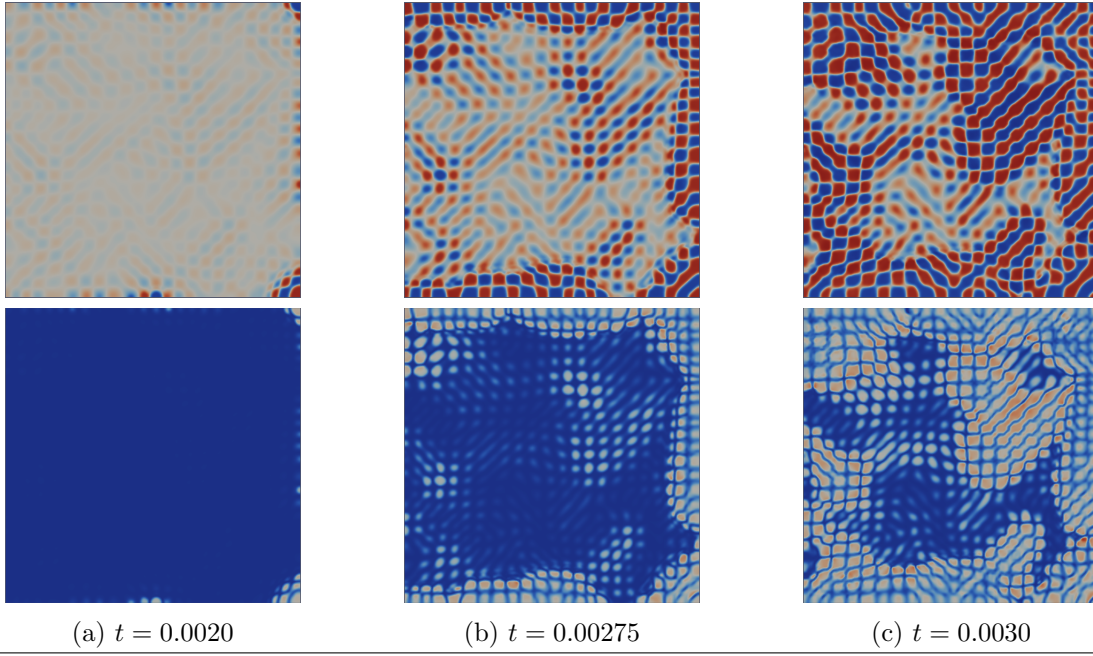 (a) t = 0.0020
(b) t = 0.00275
(c) t = 0.0030